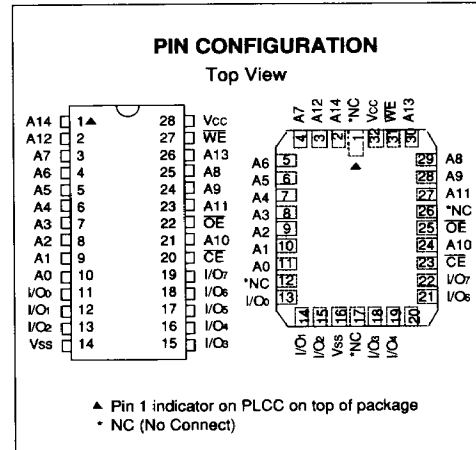 PIN CONFIGURATION
Top View
A14 1▲ 28 Vcc
A12 2 27 W̅E̅
A7 3 26 A13
A6 4 25 A8
A5 5 24 A9
A4 6 23 A11
A3 7 22 O̅E̅
A2 8 21 A10
A1 9 20 C̅E̅
A0 10 19 I/O7
I/O0 11 18 I/O6
I/O1 12 17 I/O5
I/O2 13 16 I/O4
Vss 14 15 I/O3
A7 A12 A14 *NC Vcc W̅E̅ A13
4 3 2 1 32 31 30
A6 5 29 A8
A5 6 28 A9
A4 7 27 A11
A3 8 26 *NC
A2 9 25 O̅E̅
A1 10 24 A10
A0 11 23 C̅E̅
*NC 12 22 I/O7
I/O0 13 21 I/O6
14 15 16 17 18 19 20
I/O1 I/O2 Vss *NC I/O3 I/O4
▲ Pin 1 indicator on PLCC on top of package
* NC (No Connect)